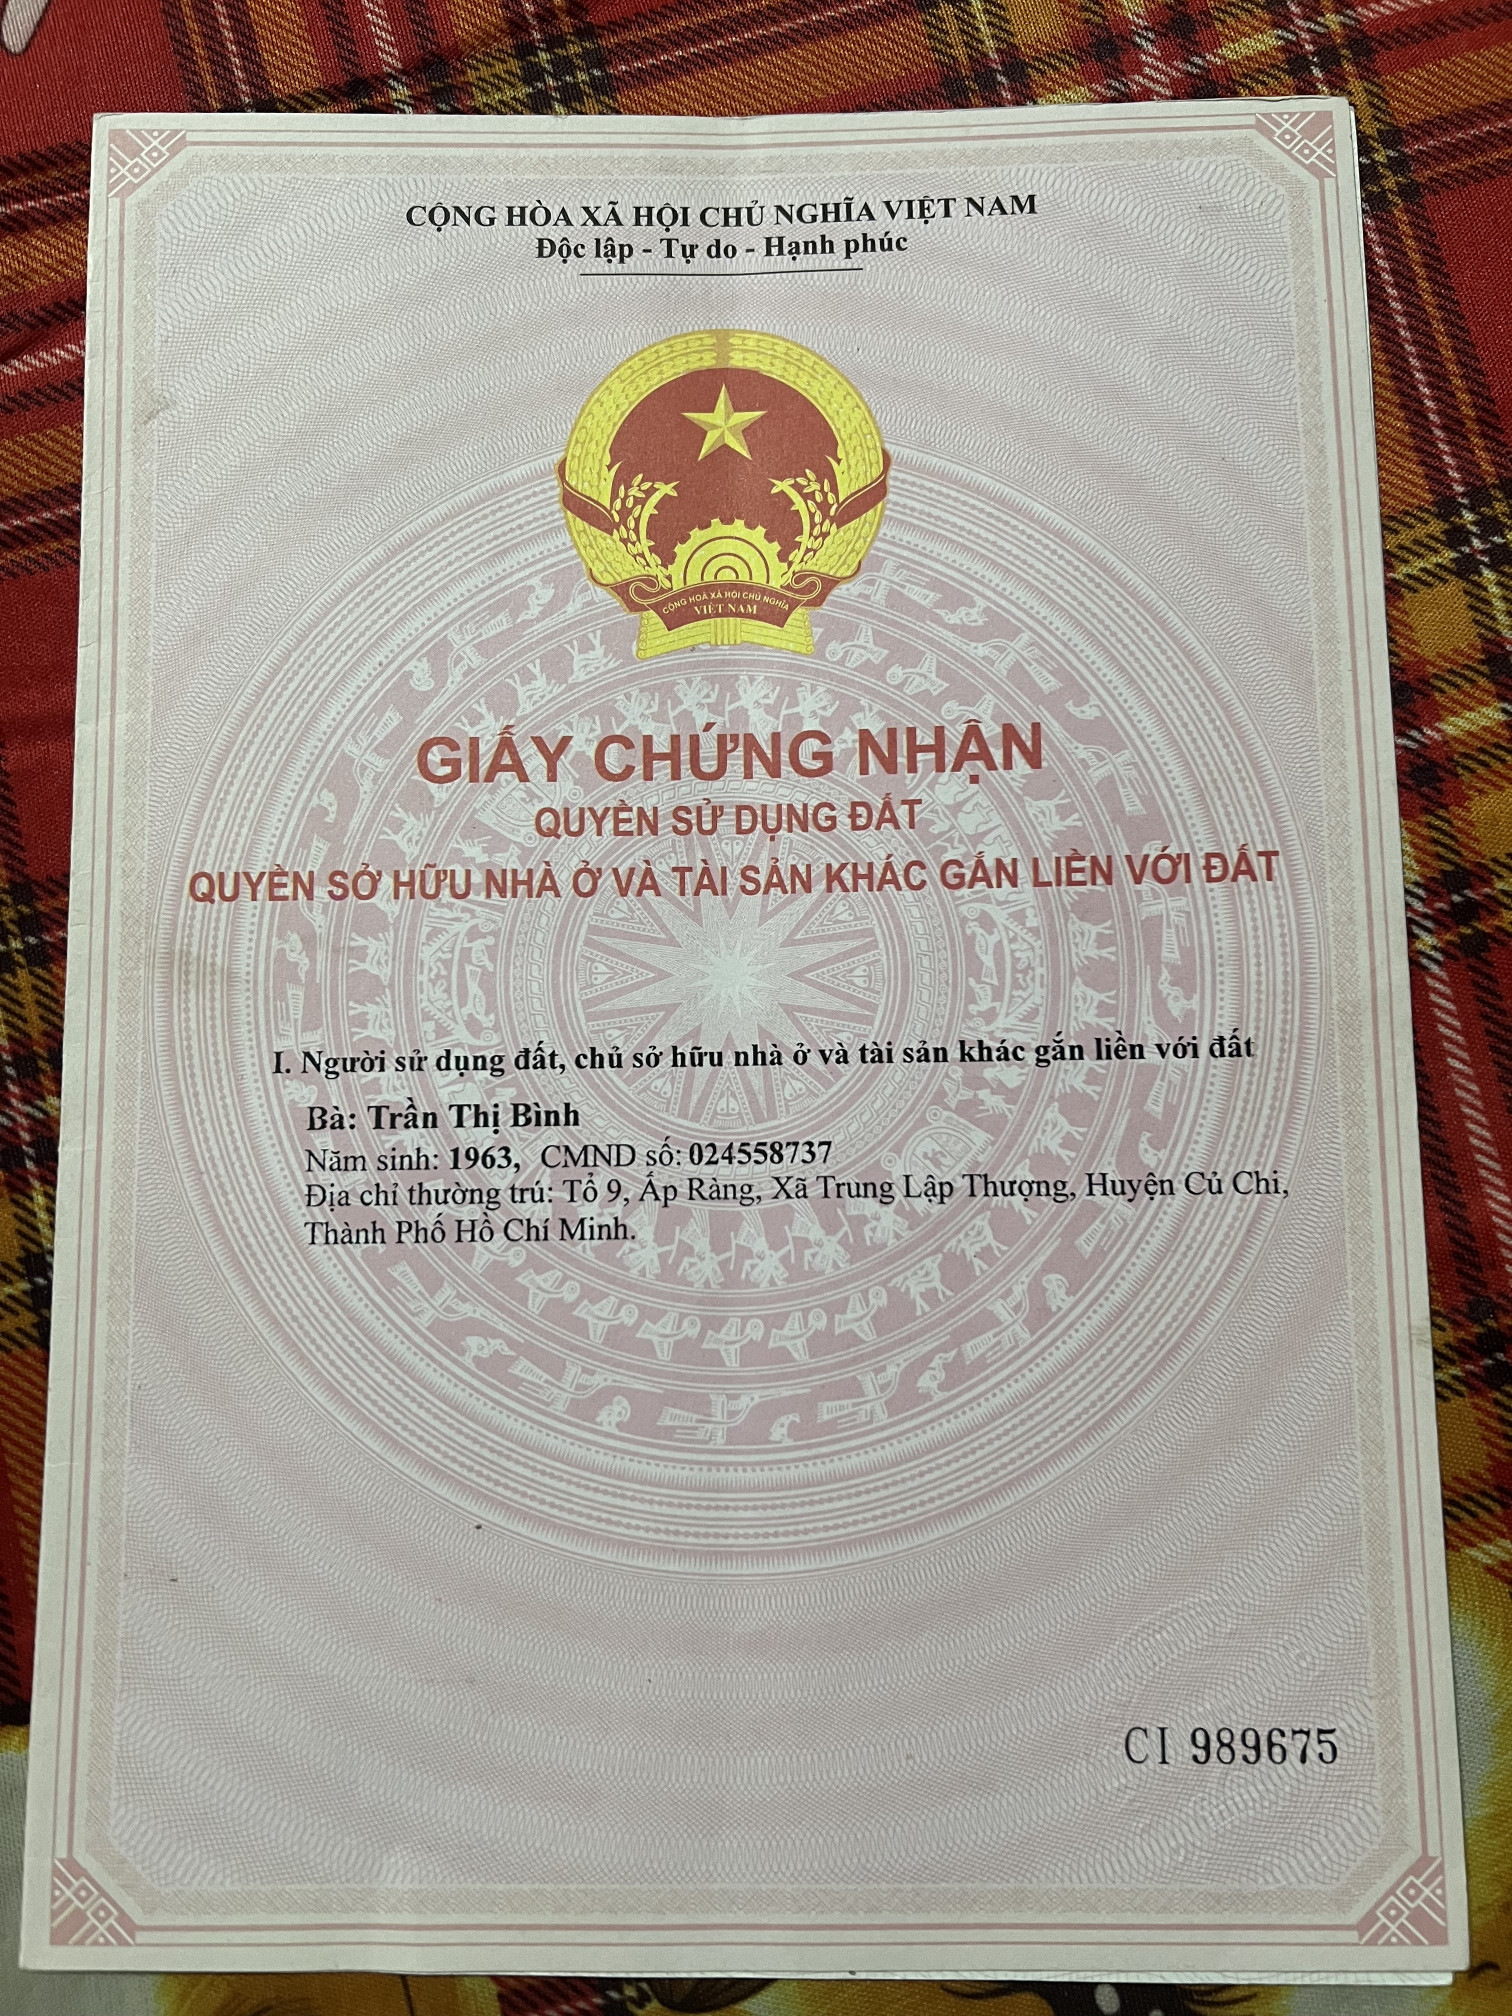 CỘNG HÒA XÃ HỘI CHỦ NGHĨA VIỆT NAM
Độc lập - Tự do - Hạnh phúc
CỘNG HOÀ XÃ HỘI CHỦ NGHĨA
VIỆT NAM
GIẤY CHỨNG NHẬN
QUYỀN SỬ DỤNG ĐẤT
QUYỀN SỞ HỮU NHÀ Ở VÀ TÀI SẢN KHÁC GẮN LIỀN VỚI ĐẤT
I. Người sử dụng đất, chủ sở hữu nhà ở và tài sản khác gắn liền với đất
Bà: Trần Thị Bình
Năm sinh: 1963, CMND số: 024558737
Địa chỉ thường trú: Tổ 9, Ấp Ràng, Xã Trung Lập Thượng, Huyện Củ Chi,
Thành Phố Hồ Chí Minh.
CI 989675